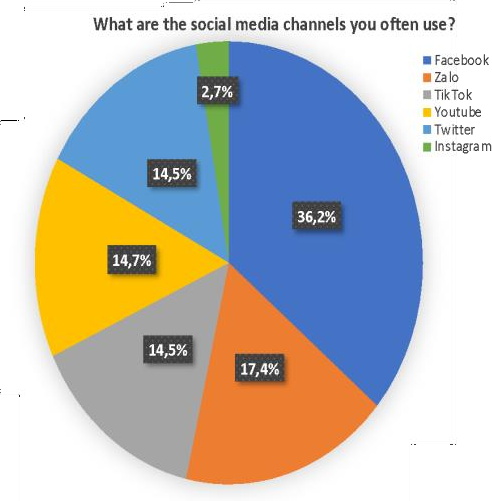 What are the social media channels you often use?
Facebook
Zalo
TikTok
Youtube
Twitter
Instagram
2,7%
14,5%
36,2%
14,7%
14,5%
17,4%